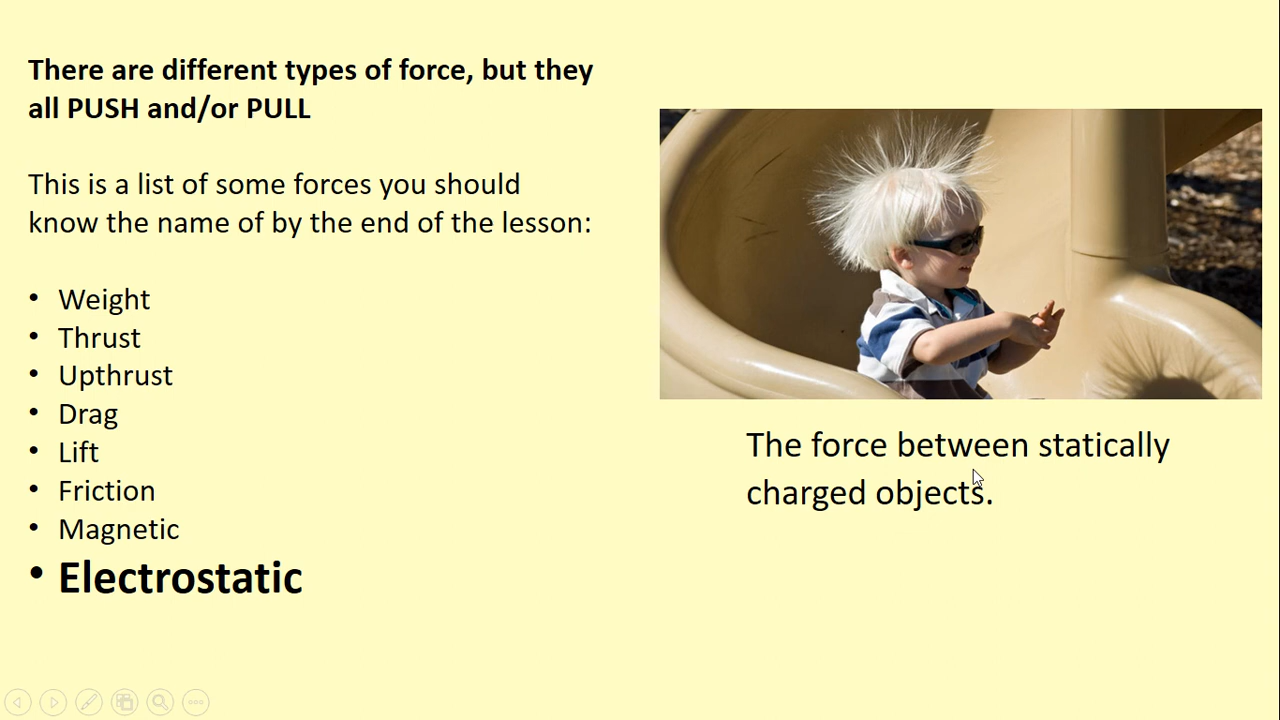 There are different types of force, but they
all PUSH and/or PULL
This is a list of some forces you should
know the name of by the end of the lesson:
• Weight
• Thrust
• Upthrust
• Drag
• Lift
• Friction
• Magnetic
• Electrostatic
The force between statically
charged objects.